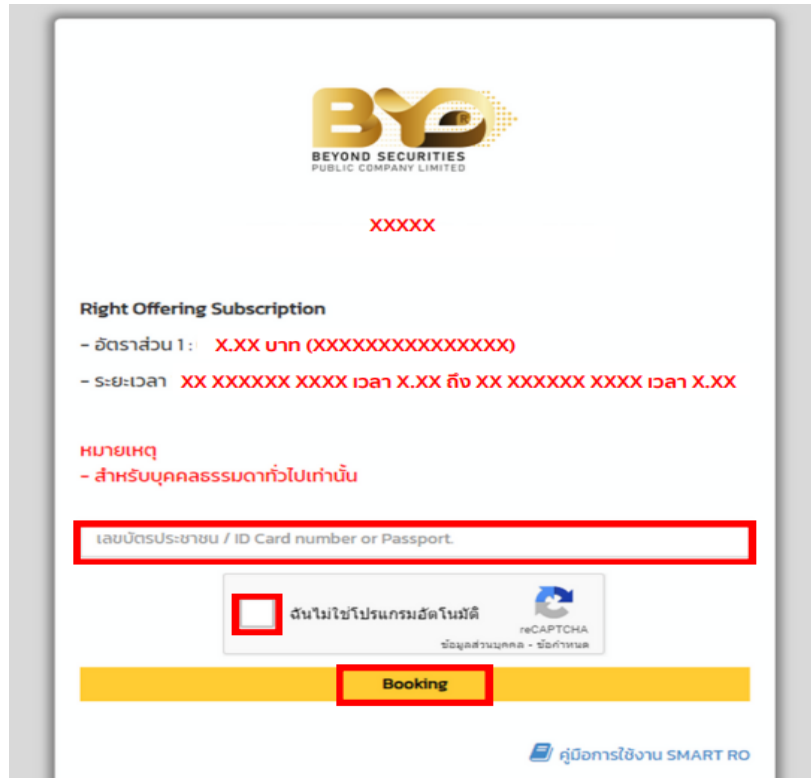 BYD
BEYOND SECURITIES
PUBLIC COMPANY LIMITED
XXXXX
Right Offering Subscription
- อัตราส่วน 1 : X.XX บาท (XXXXXXXXXXXXXXX)
- ระยะเวลา XX XXXXXX XXXX เวลา X.XX ถึง XX XXXXXX XXXX เวลา X.XX
หมายเหตุ
- สำหรับบุคคลธรรมดาทั่วไปเท่านั้น
เลขบัตรประชาชน / ID Card number or Passport.
ฉันไม่ใช่โปรแกรมอัตโนมัติ
reCAPTCHA
ข้อมูลส่วนบุคคล - ข้อกำหนด
Booking
คู่มือการใช้งาน SMART RO